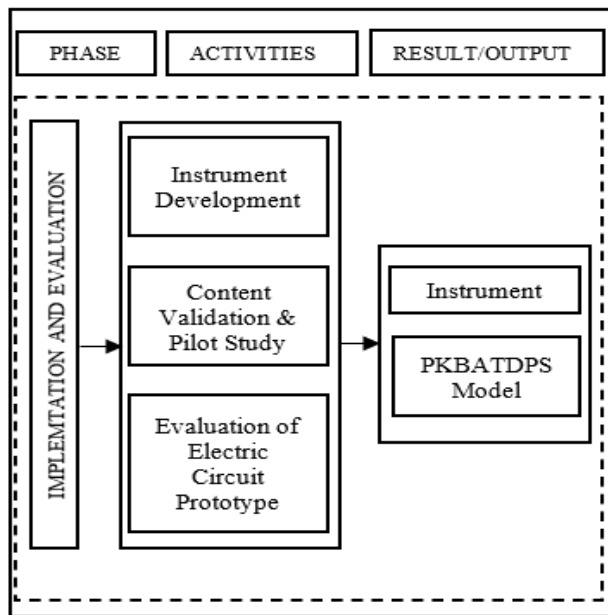 PHASE
ACTIVITIES
RESULT/OUTPUT
IMPLEMTATION AND EVALUATION
Instrument
Development
Content
Validation &
Pilot Study
Evaluation of
Electric
Circuit
Prototype
Instrument
PKBATDPS
Model